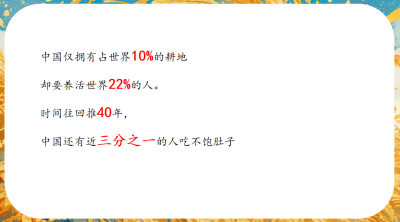 中国仅拥有占世界10%的耕地
却要养活世界22%的人。
时间往回推40年，
中国还有近三分之一的人吃不饱肚子